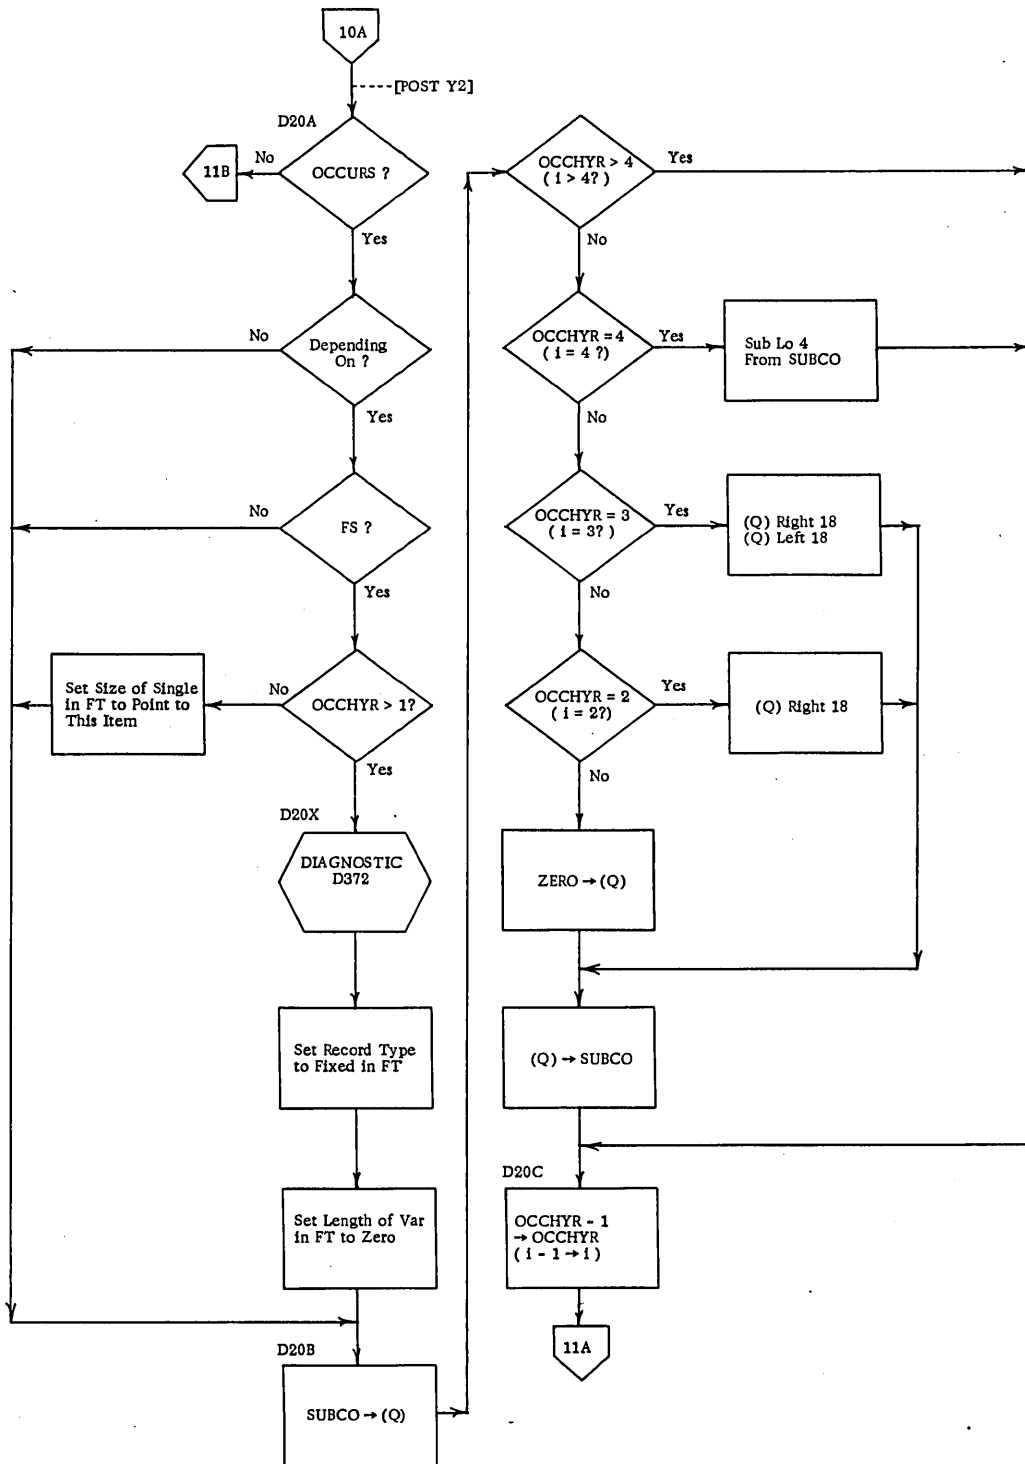 10A
[POST Y2]
D20A
OCCURS ?
No
11B
Yes
Depending
On ?
No
Yes
FS ?
No
Yes
OCCHYR > 1?
No
Set Size of Single
in FT to Point to
This Item
Yes
D20X
DIAGNOSTIC
D372
Set Record Type
to Fixed in FT
Set Length of Var
in FT to Zero
D20B
SUBCO → (Q)
OCCHYR > 4
( i > 4? )
Yes
No
OCCHYR = 4
( i = 4 ?)
Yes
Sub Lo 4
From SUBCO
No
OCCHYR = 3
( i = 3? )
Yes
(Q) Right 18
(Q) Left 18
No
OCCHYR = 2
( i = 2?)
Yes
(Q) Right 18
No
ZERO → (Q)
(Q) → SUBCO
D20C
OCCHYR - 1
→ OCCHYR
( i - 1 → i )
11A